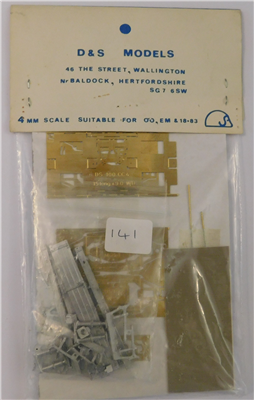 D&S MODELS
46 THE STREET, WALLINGTON
Nr BALDOCK, HERTFORDSHIRE
SG7 6SW
4MM SCALE SUITABLE FOR OO, EM & 18·83
141